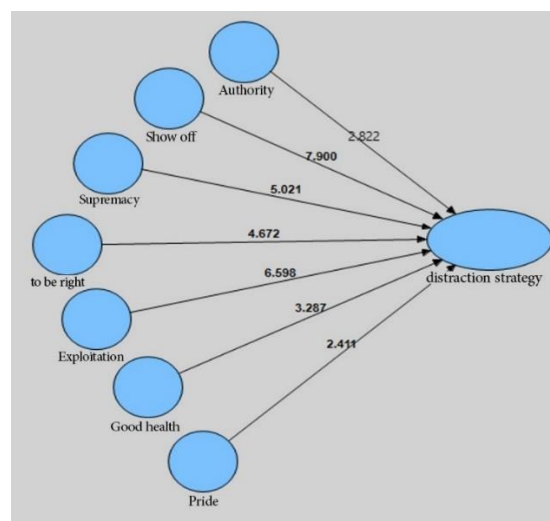 Authority
2.822
Show off
7.900
Supremacy
5.021
to be right
4.672
distraction strategy
Exploitation
6.598
Good health
3.287
Pride
2.411